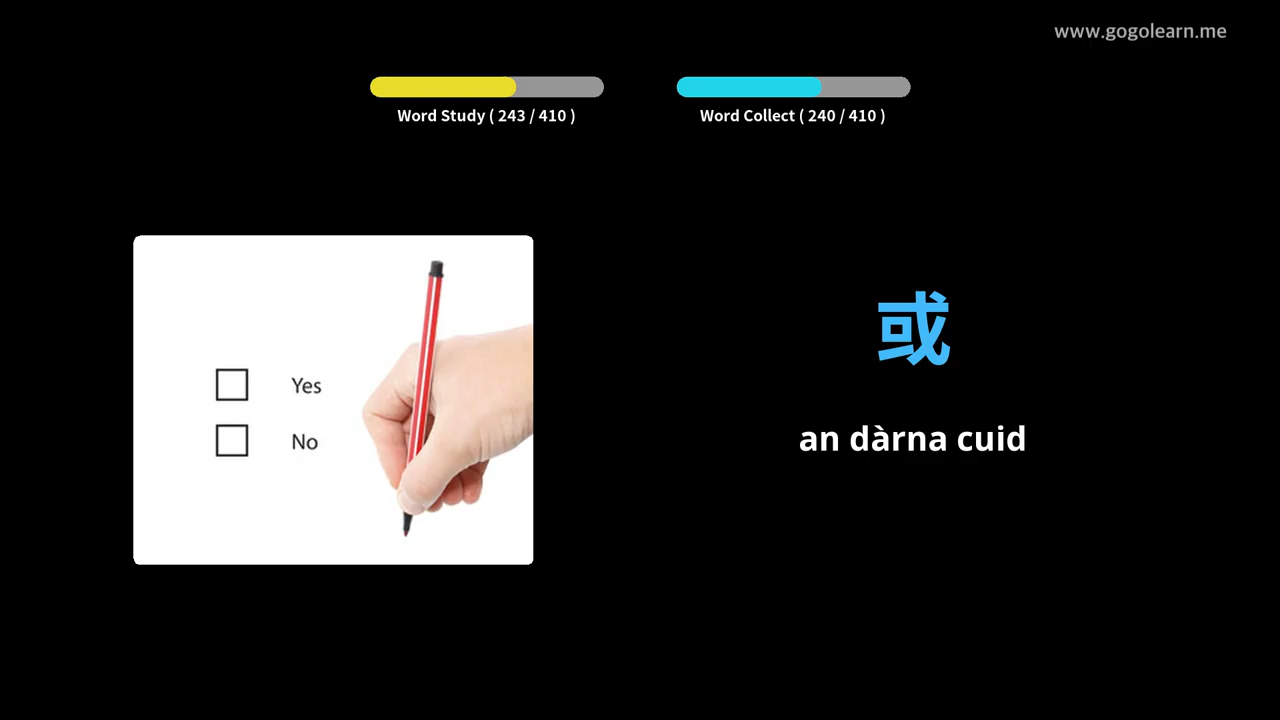 www.gogolearn.me
Word Study ( 243 / 410 )
Word Collect ( 240 / 410 )
Yes
No
或
an dàrna cuid